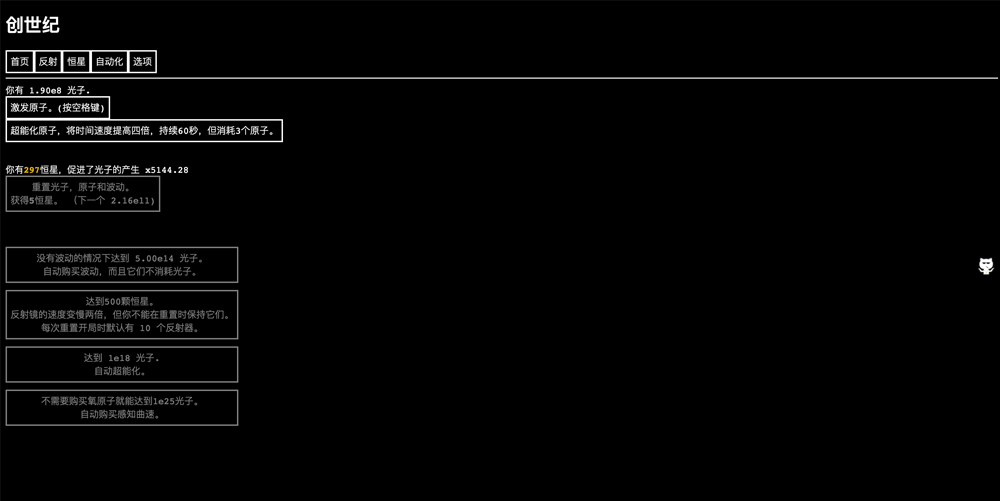 创世纪
首页 反射 恒星 自动化 选项
你有 1.90e8 光子.
激发原子。(按空格键)
超能化原子，将时间速度提高四倍，持续60秒，但消耗3个原子。
你有297恒星，促进了光子的产生 x5144.28
重置光子，原子和波动。
获得5恒星。 （下一个 2.16e11)
没有波动的情况下达到 5.00e14 光子。
自动购买波动，而且它们不消耗光子。
达到500颗恒星。
反射镜的速度变慢两倍，但你不能在重置时保持它们。
每次重置开局时默认有 10 个反射器。
达到 1e18 光子.
自动超能化。
不需要购买氧原子就能达到1e25光子。
自动购买感知曲速。